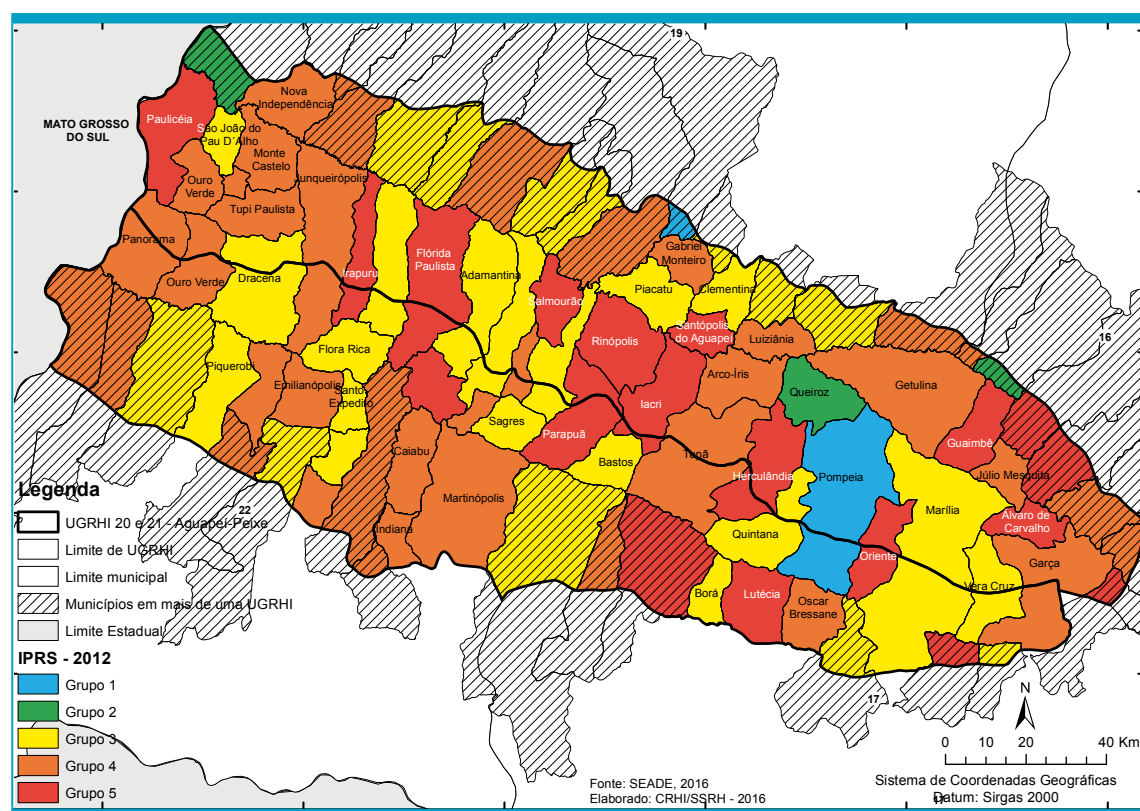 19
MATO GROSSO
DO SUL
Nova
Independência
Paulicéia
São João do
Pau D´Alho
Monte
Castelo
Junqueirópolis
Ouro
Verde
Tupi Paulista
Panorama
Flórida
Paulista
Gabriel
Monteiro
Irapuru
Adamantina
Ouro Verde
Dracena
Piacatu
Clementina
Salmourão
Santópolis
do Aguapeí
Rinópolis
Luiziânia
16
Flora Rica
Piquerobi
Arco-Íris
Getulina
Emilianópolis
Santo
Expedito
Queiroz
Iacri
Sagres
Parapuã
Guaimbê
Caiabu
Tupã
Bastos
Herculândia
Pompeia
Júlio Mesquita
Martinópolis
Marília
Álvaro de
Carvalho
Indiana
Quintana
Oriente
Garça
Vera Cruz
Borá
Lutécia
Oscar
Bressane
22
17
Legenda
UGRHI 20 e 21 - Aguapeí-Peixe
Limite de UGRHI
Limite municipal
Municípios em mais de uma UGRHI
Limite Estadual
IPRS - 2012
Grupo 1
Grupo 2
Grupo 3
Grupo 4
Grupo 5
N
0 10 20 40 Km
Fonte: SEADE, 2016
Elaborado: CRHI/SSRH - 2016
Sistema de Coordenadas Geográficas
Datum: Sirgas 2000